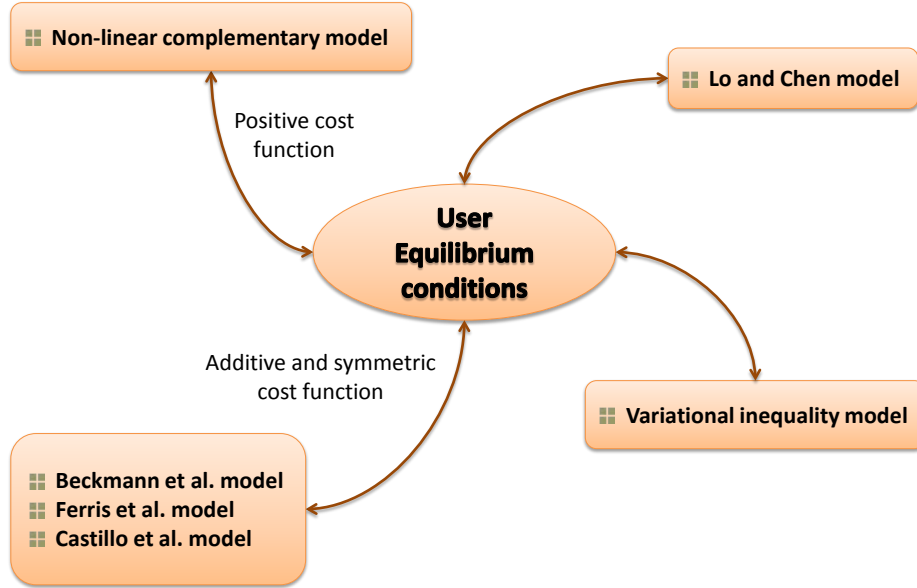 Non-linear complementary model
Lo and Chen model
Positive cost
function
User
Equilibrium
conditions
Additive and symmetric
cost function
Variational inequality model
Beckmann et al. model
Ferris et al. model
Castillo et al. model